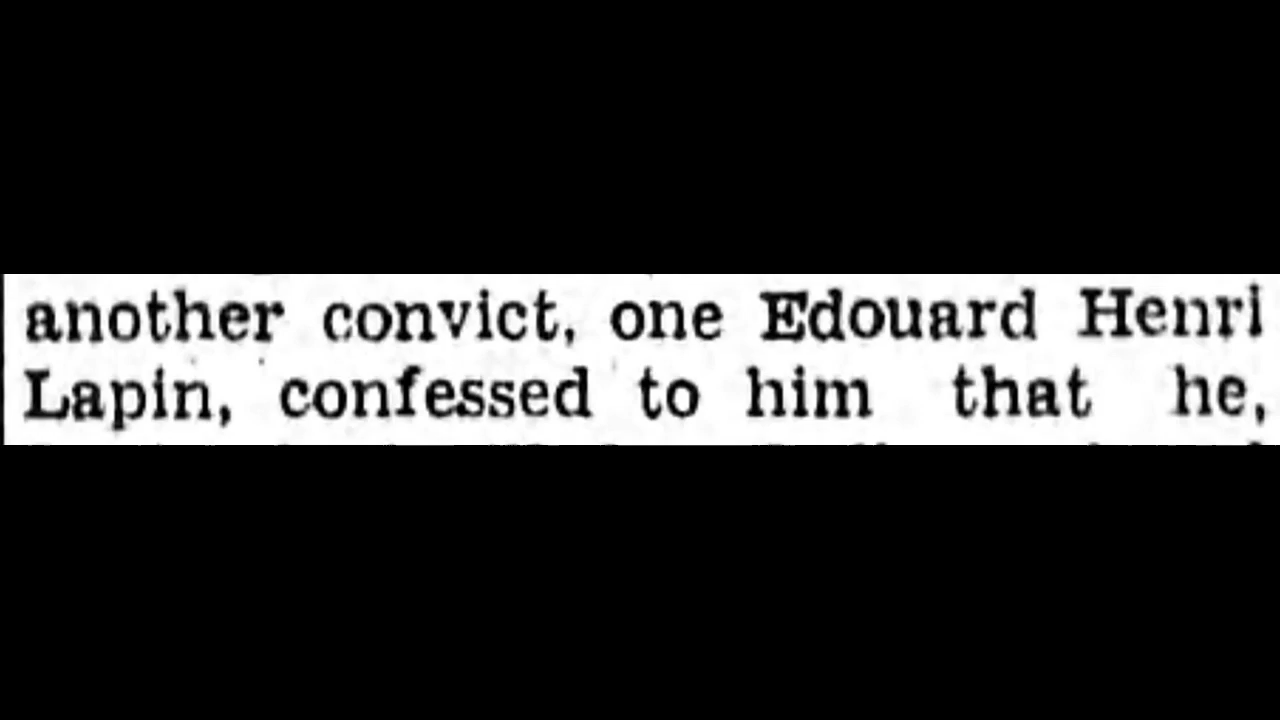 another convict, one Edouard Henri
Lapin, confessed to him that he,